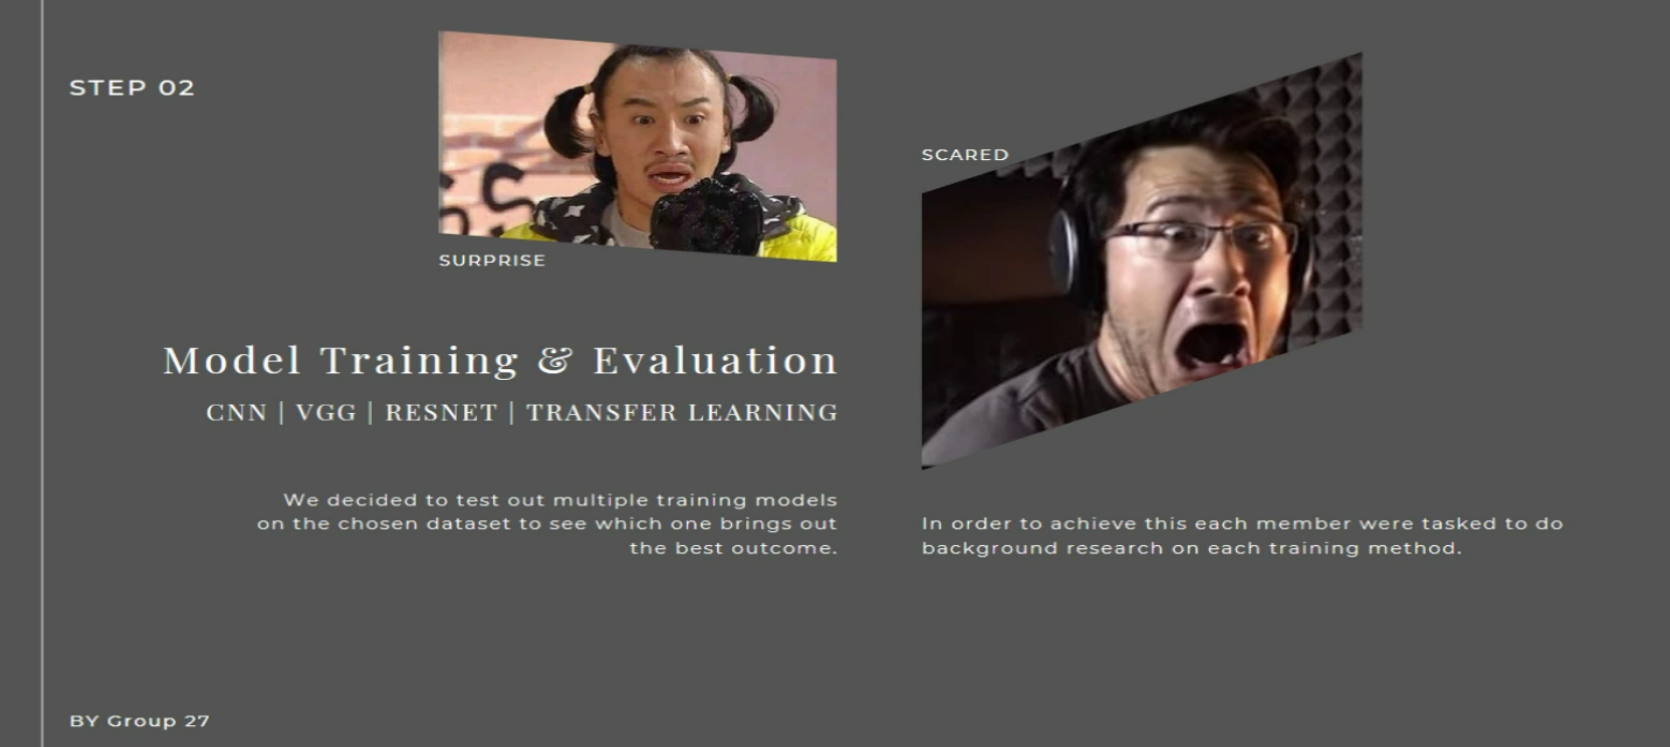 STEP 02
SURPRISE
SCARED
Model Training & Evaluation
CNN | VGG | RESNET | TRANSFER LEARNING
We decided to test out multiple training models
on the chosen dataset to see which one brings out
the best outcome.
In order to achieve this each member were tasked to do
background research on each training method.
BY Group 27